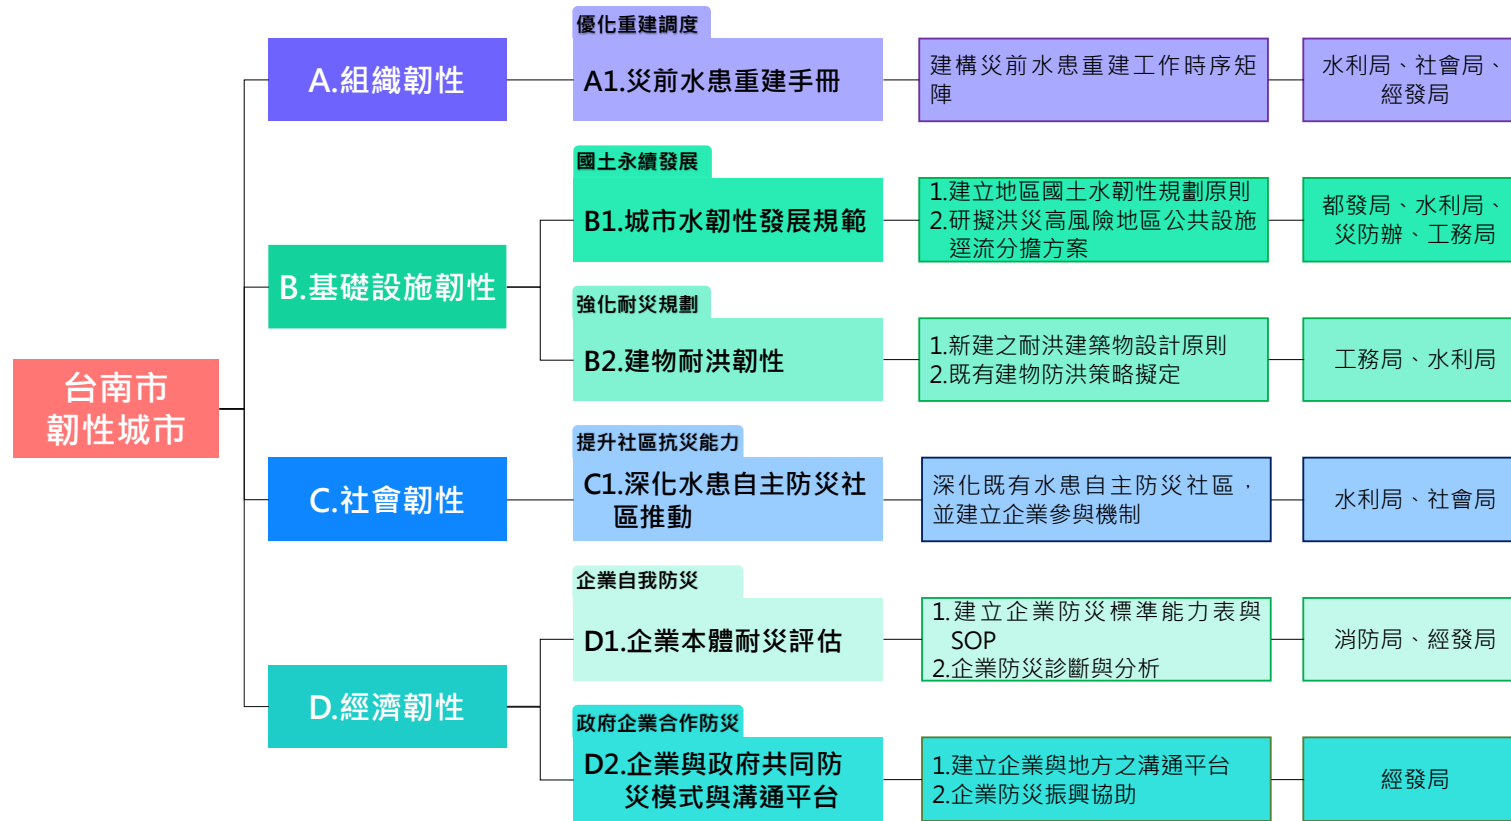 台南市
韌性城市
A.組織韌性
優化重建調度
A1.災前水患重建手冊
建構災前水患重建工作時序矩
陣
水利局、社會局、
經發局
B.基礎設施韌性
國土永續發展
B1.城市水韌性發展規範
1.建立地區國土水韌性規劃原則
2.研擬洪災高風險地區公共設施
逕流分擔方案
都發局、水利局、
災防辦、工務局
強化耐災規劃
B2.建物耐洪韌性
1.新建之耐洪建築物設計原則
2.既有建物防洪策略擬定
工務局、水利局
C.社會韌性
提升社區抗災能力
C1.深化水患自主防災社
區推動
深化既有水患自主防災社區，
並建立企業參與機制
水利局、社會局
D.經濟韌性
企業自我防災
D1.企業本體耐災評估
1.建立企業防災標準能力表與
SOP
2.企業防災診斷與分析
消防局、經發局
政府企業合作防災
D2.企業與政府共同防
災模式與溝通平台
1.建立企業與地方之溝通平台
2.企業防災振興協助
經發局